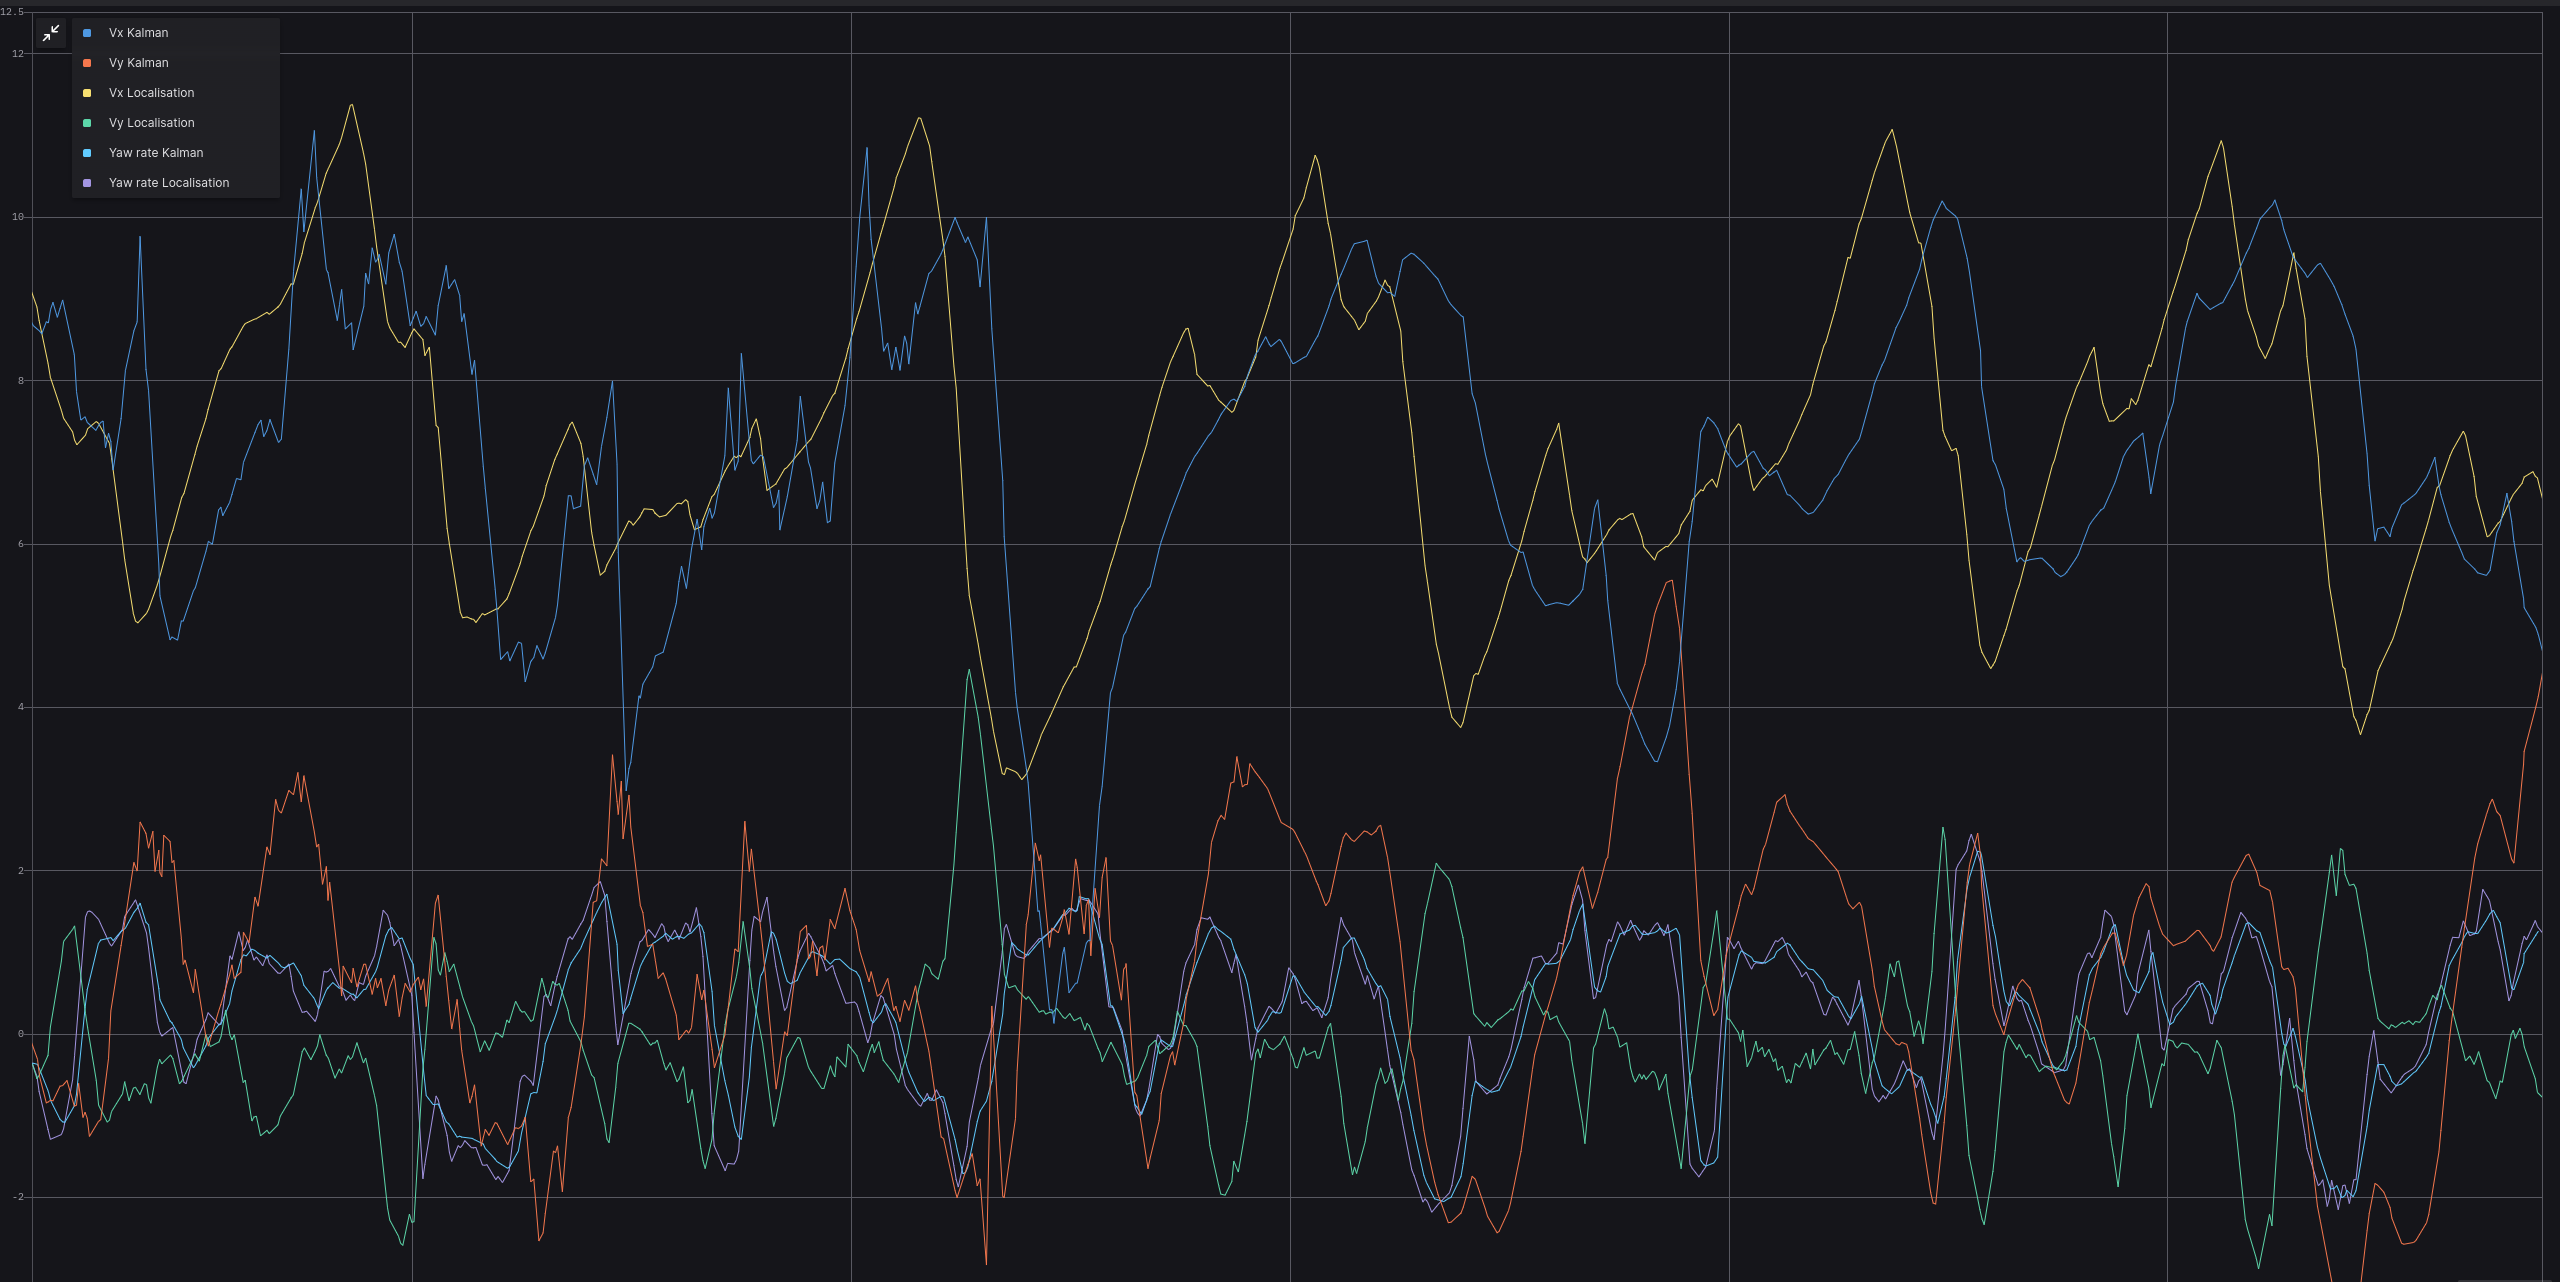 12.5
Vx Kalman
12
Vy Kalman
Vx Localisation
Vy Localisation
Yaw rate Kalman
Yaw rate Localisation
10
8
6
4
2
0
-2